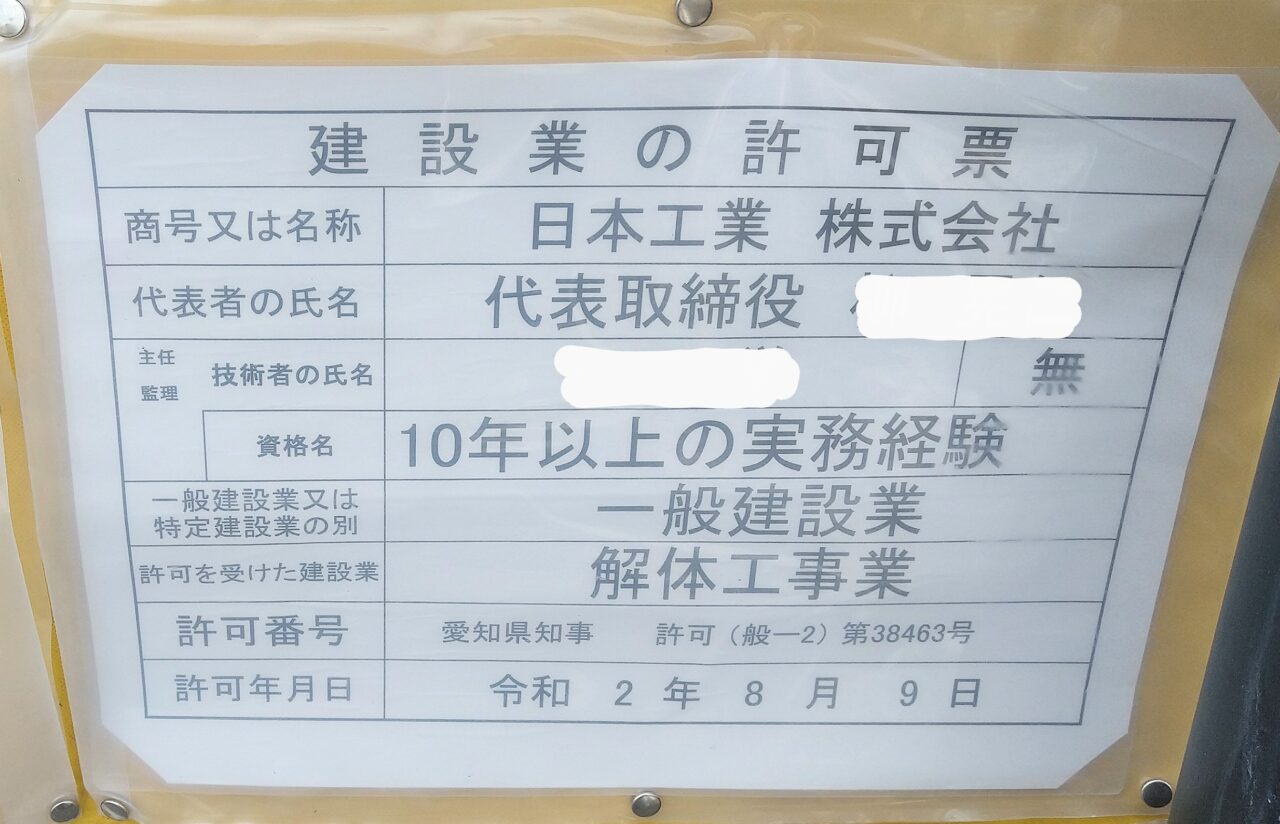 建設業の許可票
商号又は名称 日本工業 株式会社
代表者の氏名 代表取締役
主任
監理
技術者の氏名 無
資格名 10年以上の実務経験
一般建設業又は
特定建設業の別
一般建設業
許可を受けた建設業 解体工事業
許可番号 愛知県知事 許可(般ー2)第38463号
許可年月日 令和 2 年 8 月 9 日